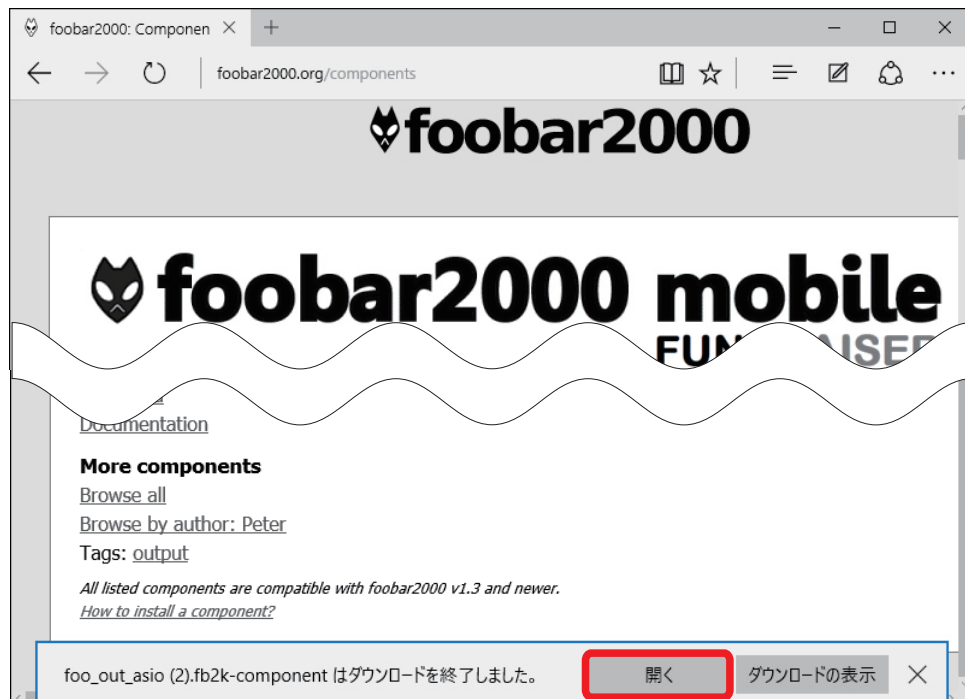 foobar2000: Componen
foobar2000.org/components
foobar2000
foobar2000 mobile
Documentation
More components
Browse all
Browse by author: Peter
Tags: output
All listed components are compatible with foobar2000 v1.3 and newer.
How to install a component?
foo_out_asio (2).fb2k-component はダウンロードを終了しました。 開く ダウンロードの表示